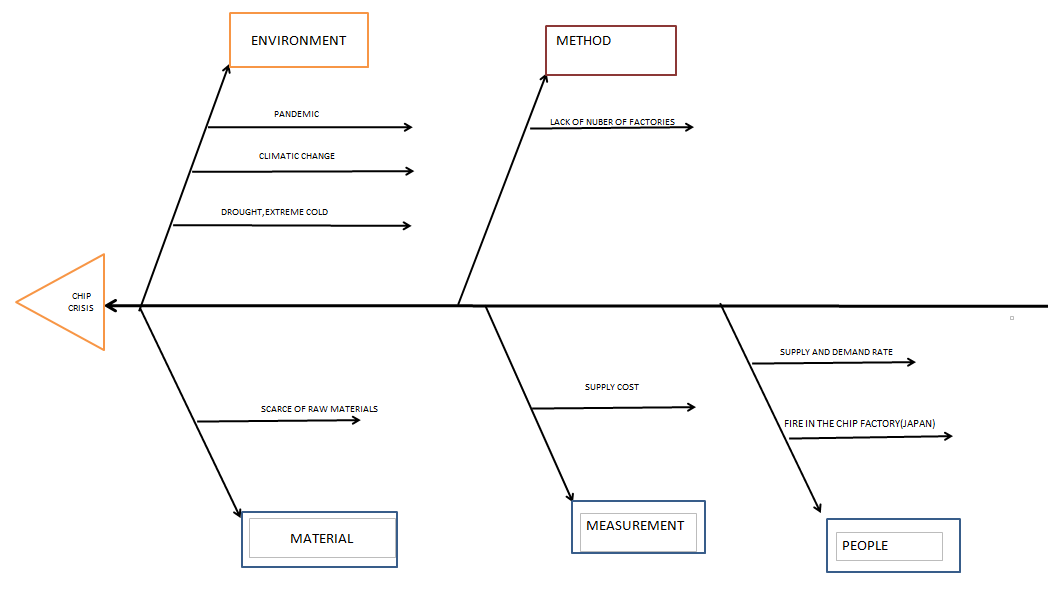 ENVIRONMENT
METHOD
PANDEMIC
LACK OF NUBER OF FACTORIES
CLIMATIC CHANGE
DROUGHT,EXTREME COLD
CHIP
CRISIS
SUPPLY AND DEMAND RATE
SUPPLY COST
SCARCE OF RAW MATERIALS
FIRE IN THE CHIP FACTORY(JAPAN)
MATERIAL
MEASUREMENT
PEOPLE